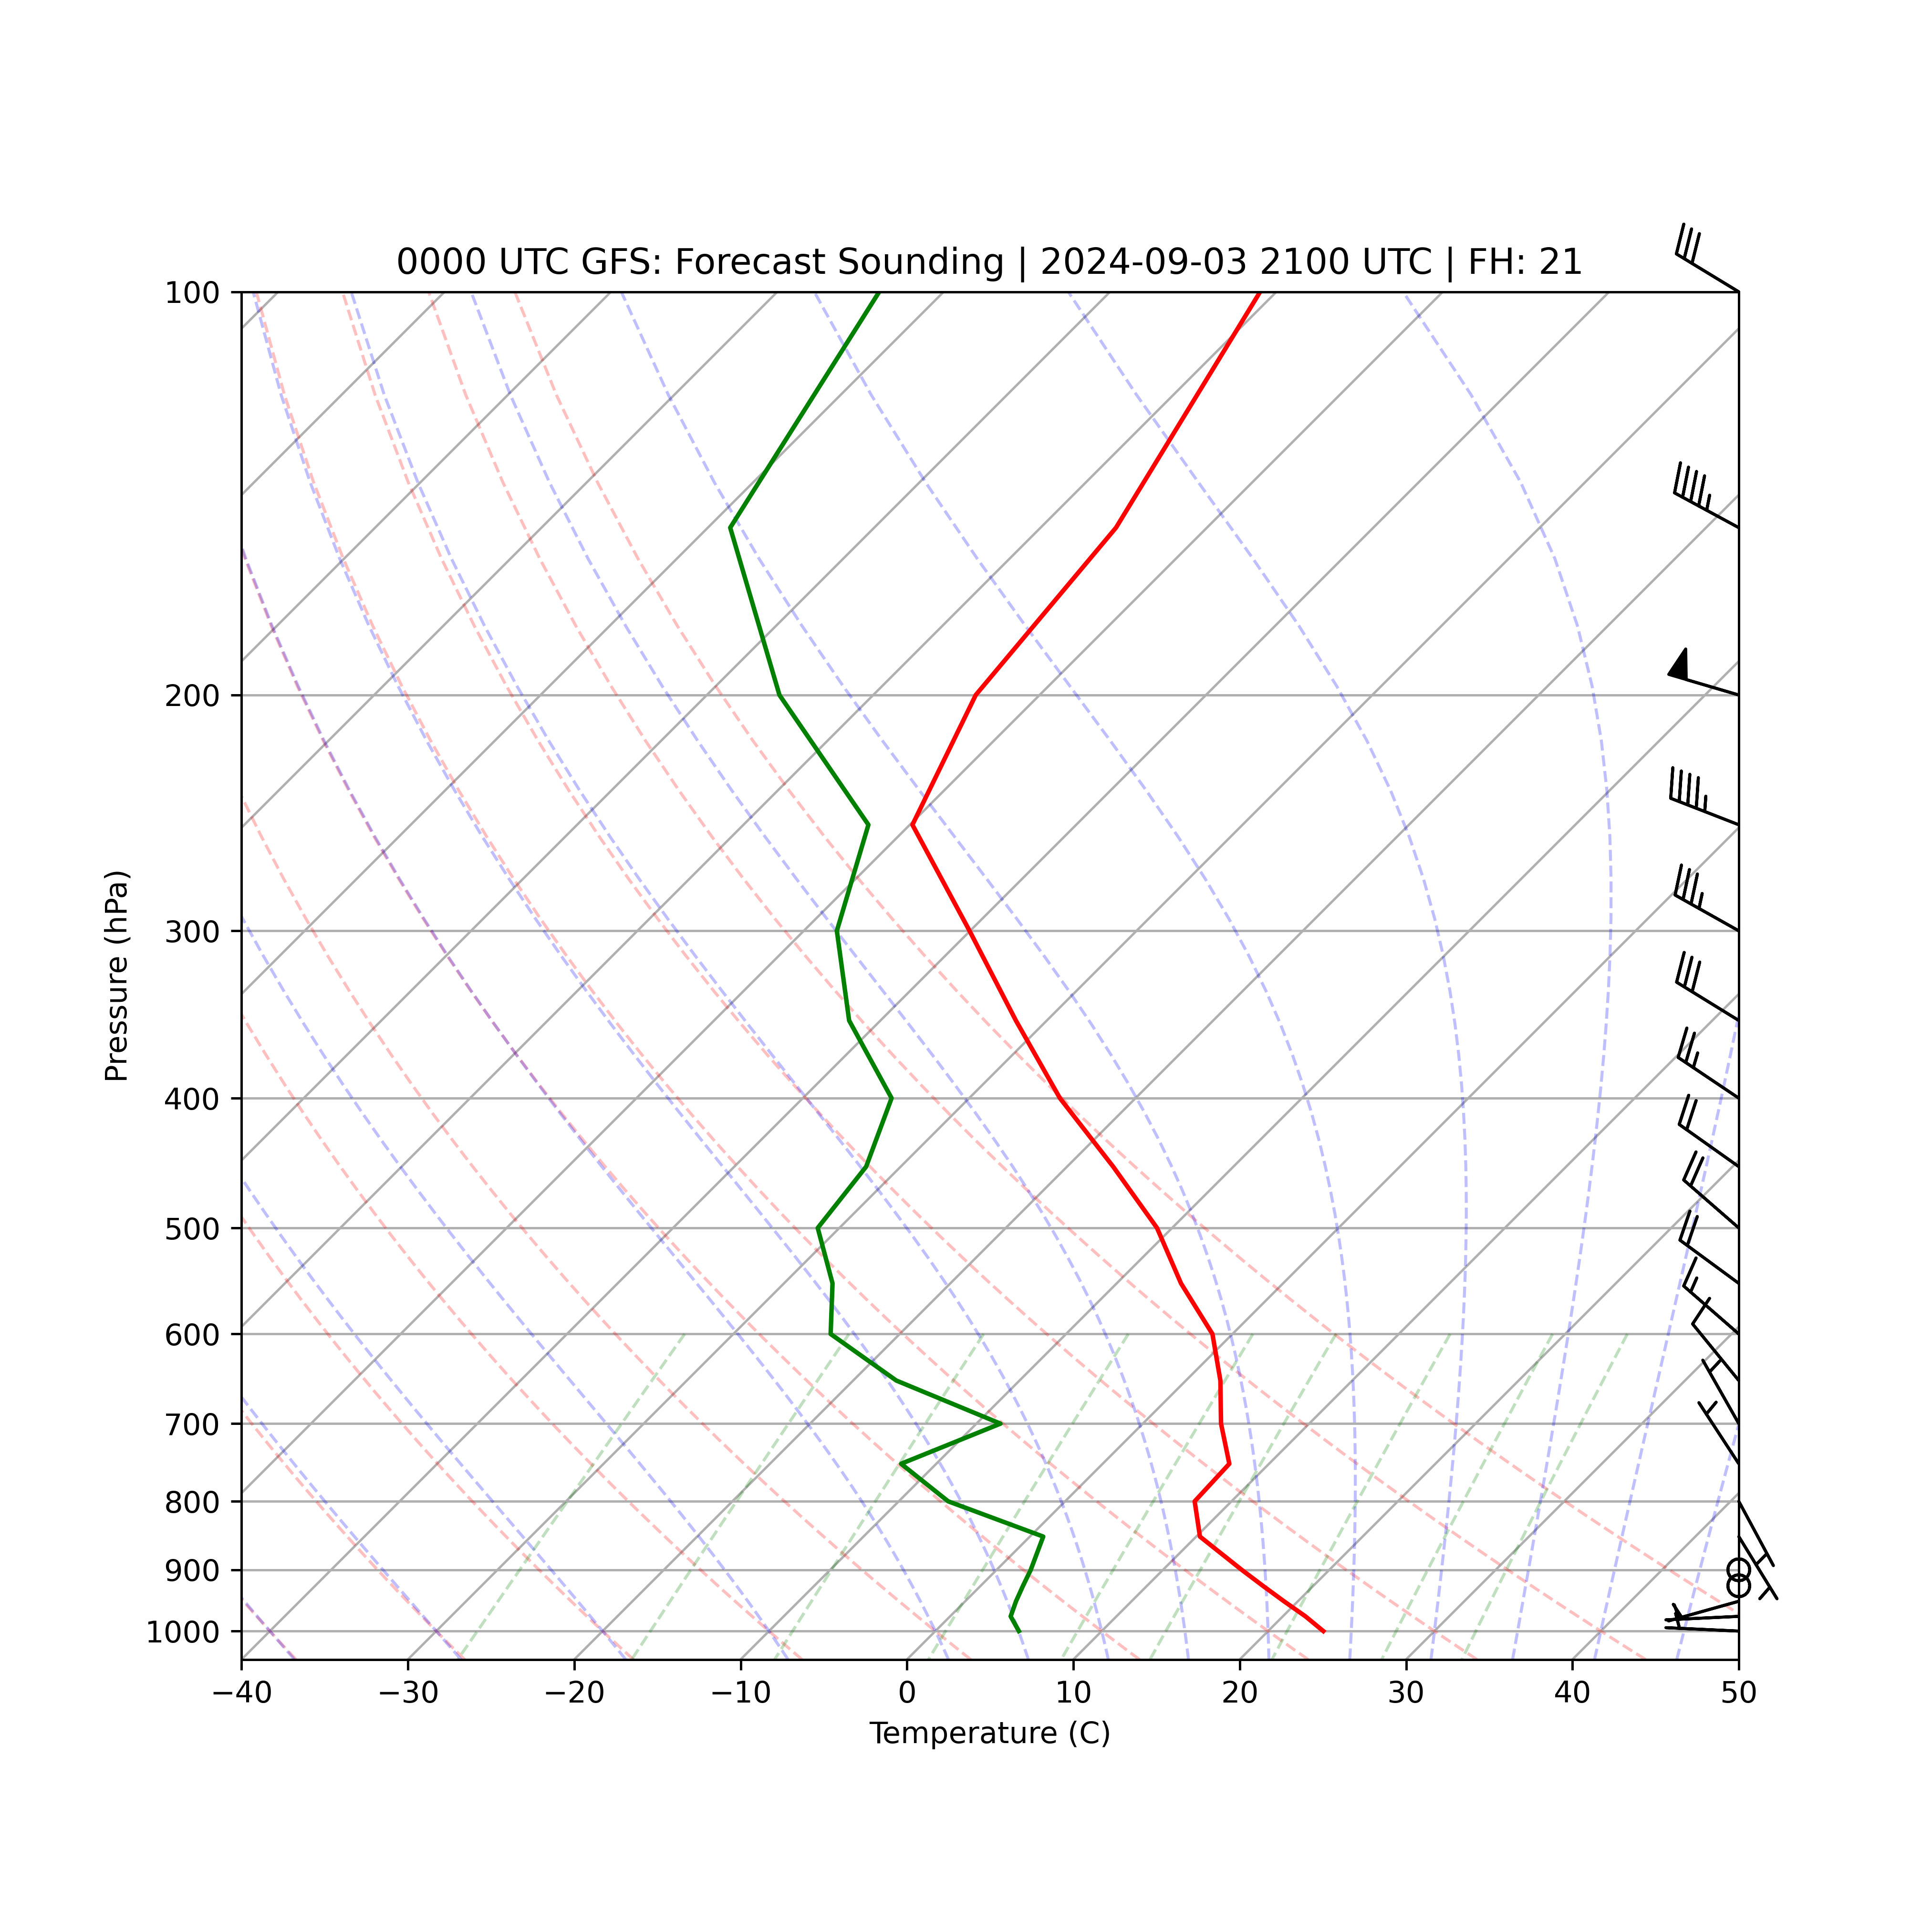 0000 UTC GFS: Forecast Sounding | 2024-09-03 2100 UTC | FH: 21
100
200
300
400
500
600
700
800
900
1000
Pressure (hPa)
−40 −30 −20 −10 0 10 20 30 40 50
Temperature (C)